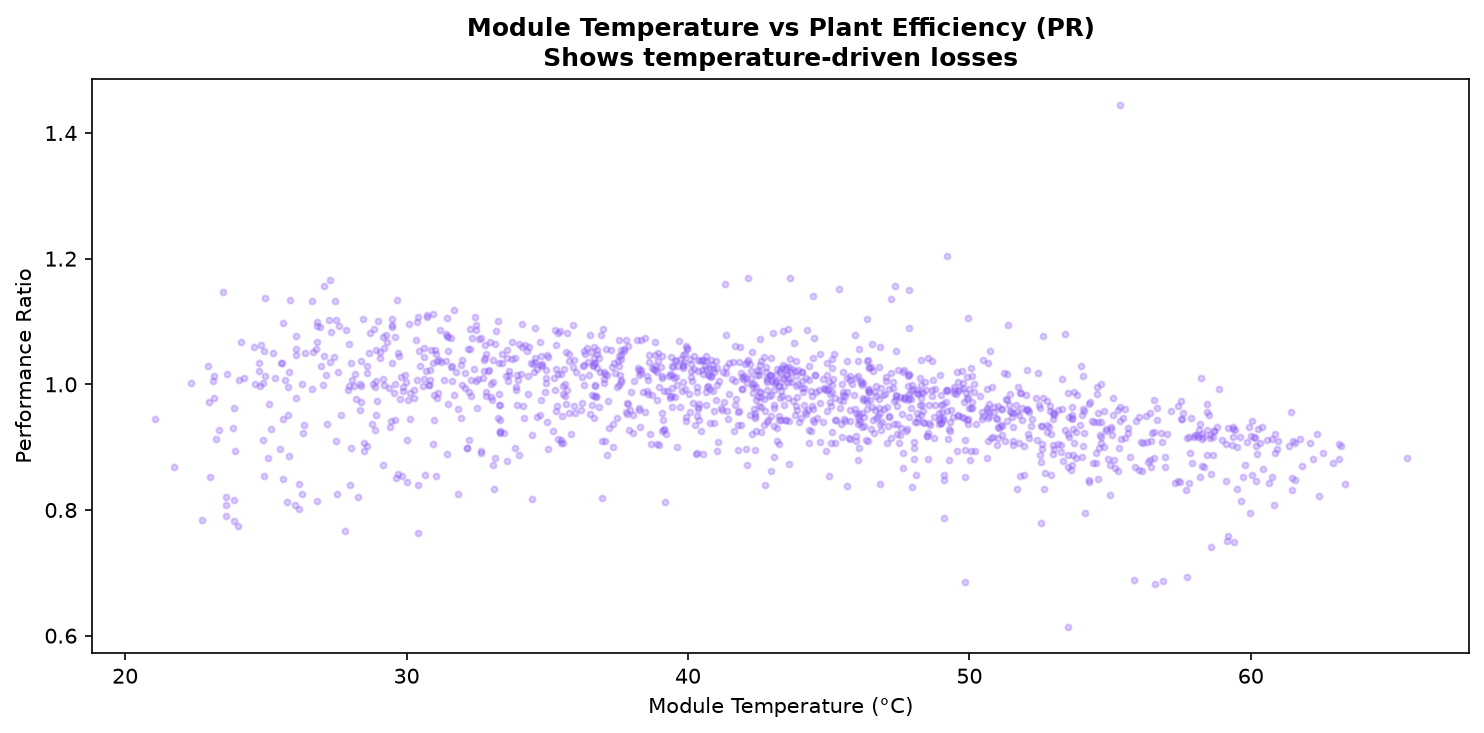 Module Temperature vs Plant Efficiency (PR)
Shows temperature-driven losses
Performance Ratio
1.4
1.2
1.0
0.8
0.6
20 30 40 50 60
Module Temperature (°C)